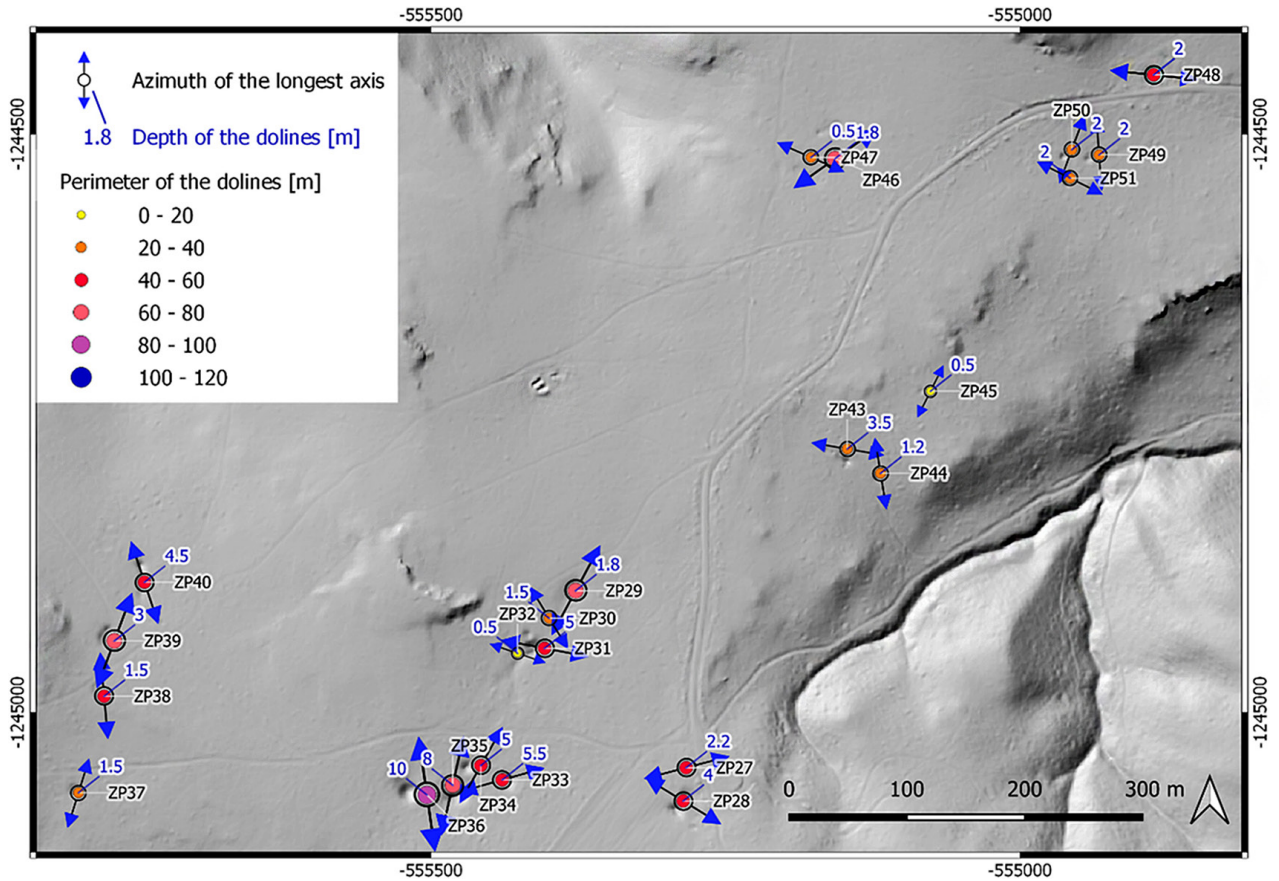 -555500
-555000
Azimuth of the longest axis
1.8 Depth of the dolines [m]
Perimeter of the dolines [m]
0 - 20
20 - 40
40 - 60
60 - 80
80 - 100
100 - 120
-1244500
-1244500
2
ZP48
ZP50
2
2
ZP49
2
ZP51
0.5
1.8
ZP47
ZP46
0.5
ZP45
ZP43
3.5
1.2
ZP44
4.5
ZP40
3
ZP39
1.5
ZP38
1.5
ZP37
1.8
ZP29
1.5
ZP30
ZP32
5
0.5
ZP31
-1245000
-1245000
ZP35
5
8
5.5
10
ZP33
ZP34
ZP36
2.2
ZP27
4
ZP28
0 100 200 300 m
-555500
-555000